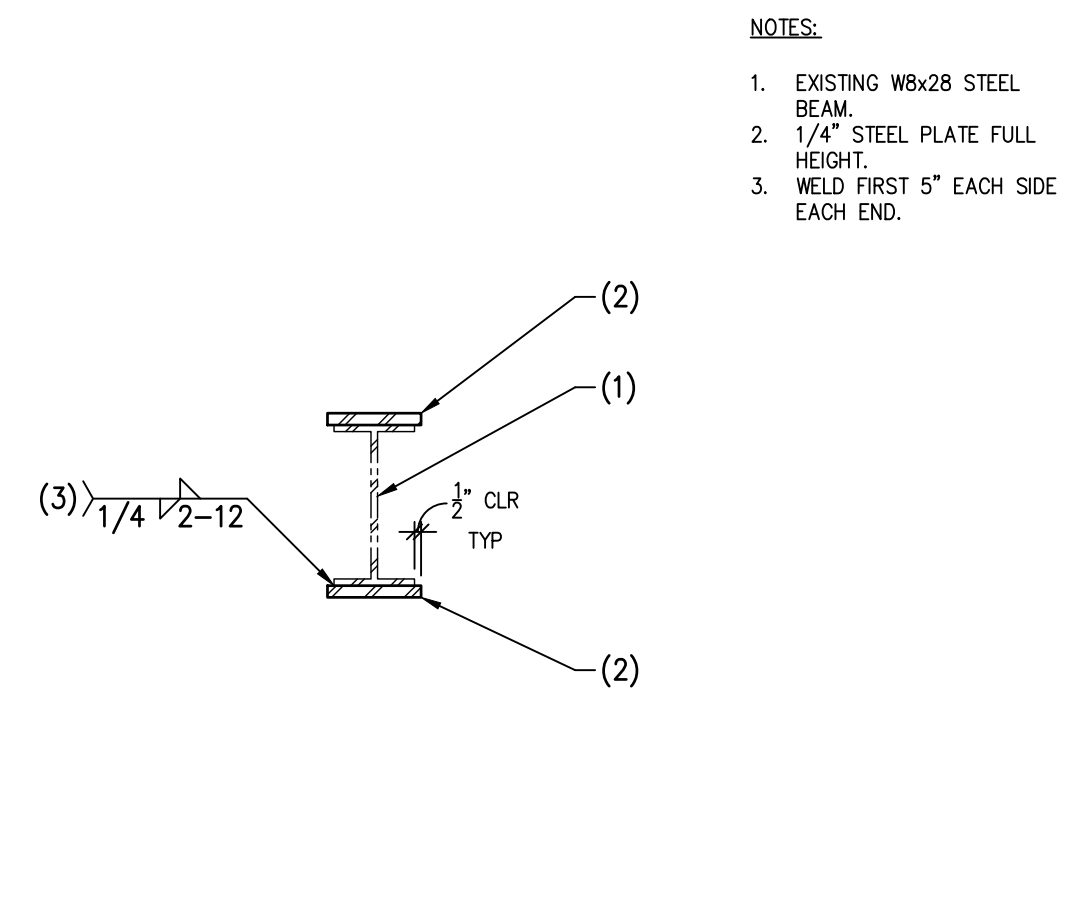 NOTES:
1. EXISTING W8x28 STEEL
BEAM.
2. 1/4" STEEL PLATE FULL
HEIGHT.
3. WELD FIRST 5" EACH SIDE
EACH END.
(2)
(1)
(3) 1/4 2-12
1/2" CLR
TYP
(2)